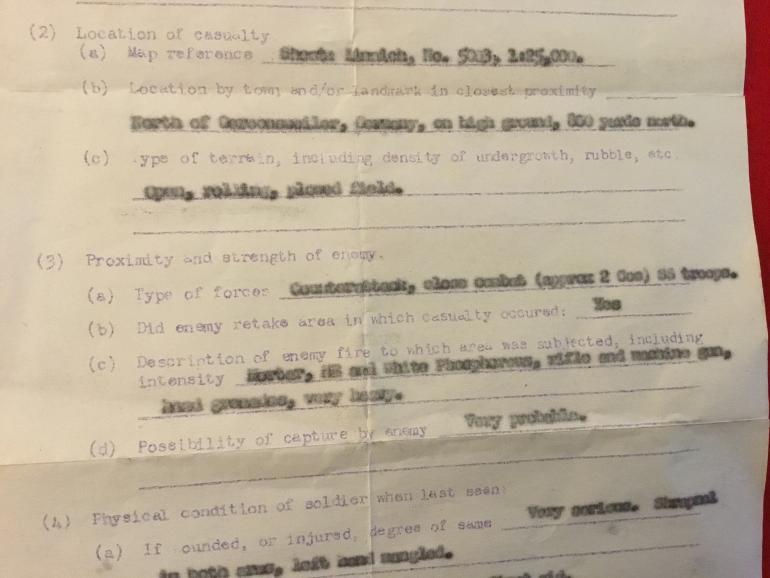 (2) Location of casualty
(a) Map reference Sheet: Linnich, No. 5003, 1:25,000.
(b) Location by town and/or landmark in closest proximity
North of Gereonsweiler, Germany, on high ground, 800 yards north.
(c) ype of terrain, including density of undergrowth, rubble, etc.
Open, rolling, plowed field.
(3) Proximity and strength of enemy.
(a) Type of forces Counterattack, close combat (approx 2 Cos) SS troops.
(b) Did enemy retake area in which casualty occured: Yes
(c) Description of enemy fire to which area was subjected, including
intensity Mortar, HE and White Phosphorous, rifle and machine gun,
hand grenades, very heavy.
(d) Possibility of capture by enemy Very probable.
(4) Physical condition of soldier when last seen:
(a) If ounded, or injured, degree of same Very serious. Shrapnel
in both arms, left hand mangled.